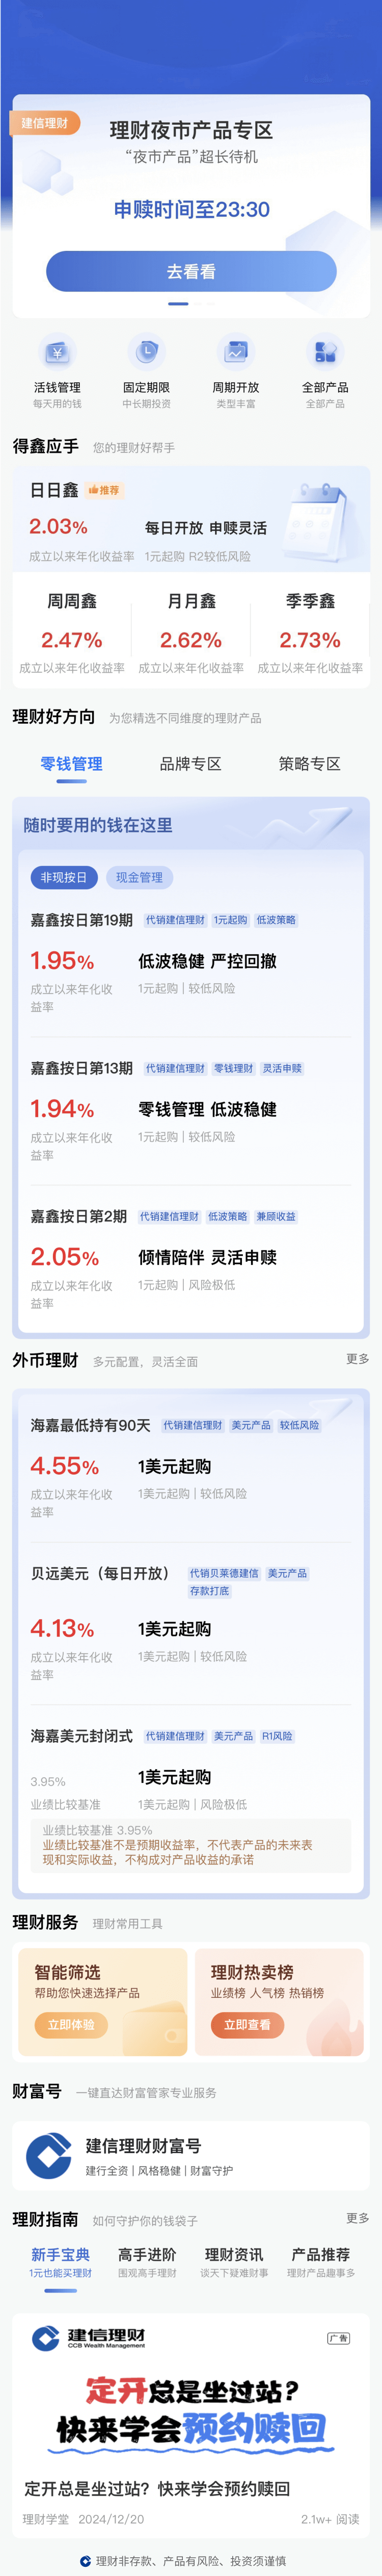 建信理财
理财夜市产品专区
“夜市产品”超长待机
申赎时间至23:30
去看看
活钱管理 固定期限 周期开放 全部产品
每天用的钱 中长期投资 类型丰富 全部产品
得鑫应手 您的理财好帮手
日日鑫 推荐
2.03% 每日开放 申赎灵活
成立以来年化收益率 1元起购 R2较低风险
周周鑫 月月鑫 季季鑫
2.47% 2.62% 2.73%
成立以来年化收益率 成立以来年化收益率 成立以来年化收益率
理财好方向 为您精选不同维度的理财产品
零钱管理 品牌专区 策略专区
随时要用的钱在这里
非现按日 现金管理
嘉鑫按日第19期 代销建信理财 1元起购 低波策略
1.95% 低波稳健 严控回撤
成立以来年化收 1元起购 | 较低风险
益率
嘉鑫按日第13期 代销建信理财 零钱理财 灵活申赎
1.94% 零钱管理 低波稳健
成立以来年化收 1元起购 | 较低风险
益率
嘉鑫按日第2期 代销建信理财 低波策略 兼顾收益
2.05% 倾情陪伴 灵活申赎
成立以来年化收 1元起购 | 风险极低
益率
外币理财 多元配置，灵活全面 更多
海嘉最低持有90天 代销建信理财 美元产品 较低风险
4.55% 1美元起购
成立以来年化收 1美元起购 | 较低风险
益率
贝远美元（每日开放） 代销贝莱德建信 美元产品
存款打底
4.13% 1美元起购
成立以来年化收 1美元起购 | 较低风险
益率
海嘉美元封闭式 代销建信理财 美元产品 R1风险
3.95% 1美元起购
业绩比较基准 1美元起购 | 风险极低
业绩比较基准 3.95%
业绩比较基准不是预期收益率，不代表产品的未来表
现和实际收益，不构成对产品收益的承诺
理财服务 理财常用工具
智能筛选 理财热卖榜
帮助您快速选择产品 业绩榜 人气榜 热销榜
立即体验 立即查看
财富号 一键直达财富管家专业服务
建信理财财富号
建行全资 | 风格稳健 | 财富守护
理财指南 如何守护你的钱袋子 更多
新手宝典 高手进阶 理财资讯 产品推荐
1元也能买理财 围观高手理财 谈天下疑难财事 理财产品趣事多
建信理财 广告
CCB Wealth Management
定开总是坐过站?
快来学会预约赎回
定开总是坐过站？快来学会预约赎回
理财学堂 2024/12/20 2.1w+ 阅读
理财非存款、产品有风险、投资须谨慎